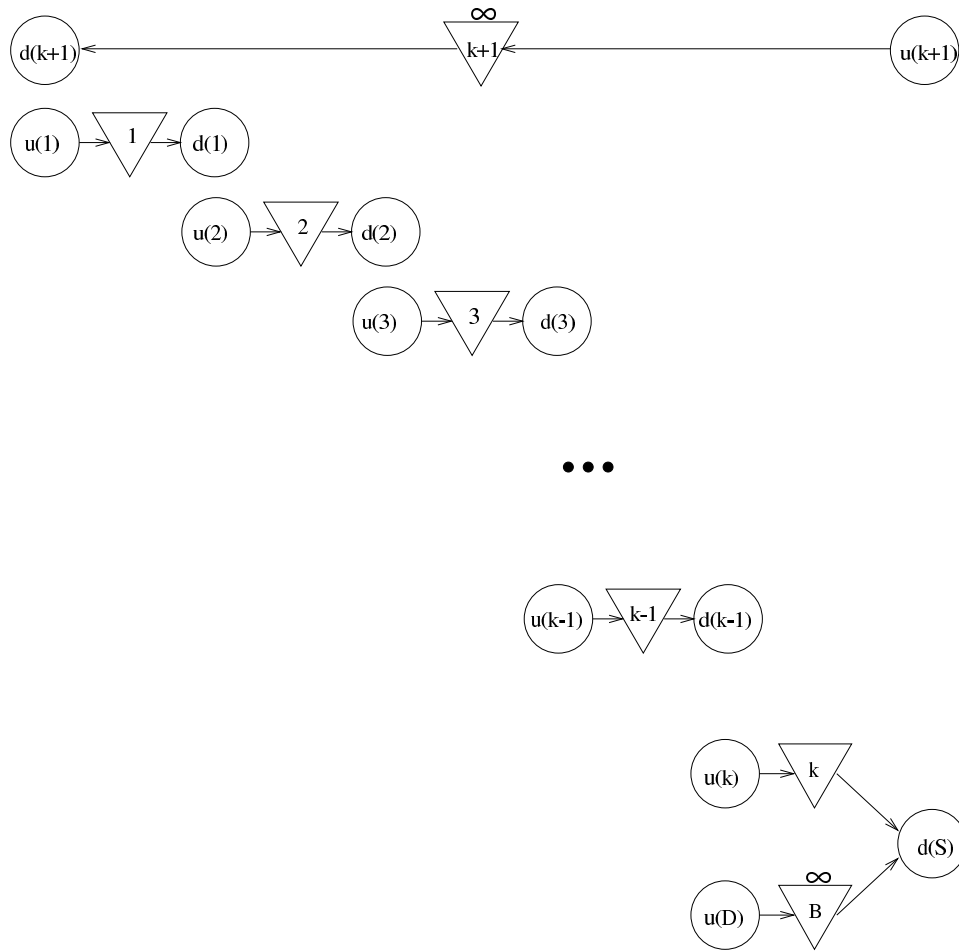 ∞
d(k+1) k+1 u(k+1)
u(1) 1 d(1)
u(2) 2 d(2)
u(3) 3 d(3)
•••
u(k-1) k-1 d(k-1)
u(k) k
d(S)
∞
u(D) B